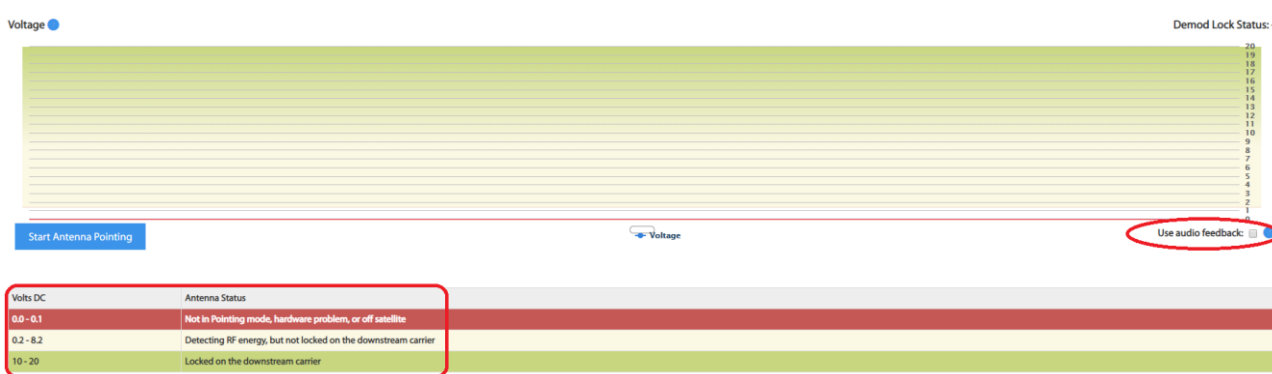 Voltage
Demod Lock Status:
20
19
18
17
16
15
14
13
12
11
10
9
8
7
6
5
4
3
2
1
0
Start Antenna Pointing
Voltage
Use audio feedback:
Volts DC Antenna Status
0.0 - 0.1 Not in Pointing mode, hardware problem, or off satellite
0.2 - 8.2 Detecting RF energy, but not locked on the downstream carrier
10 - 20 Locked on the downstream carrier